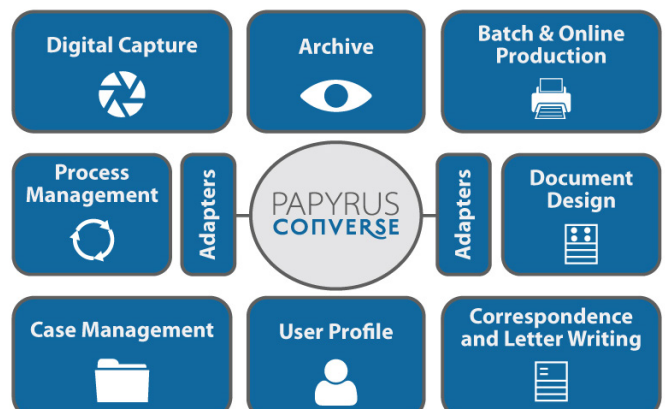 Digital Capture
Archive
Batch & Online
Production
Process
Management
Adapters
PAPYRUS
CONVERSE
Adapters
Document
Design
Case Management
User Profile
Correspondence
and Letter Writing